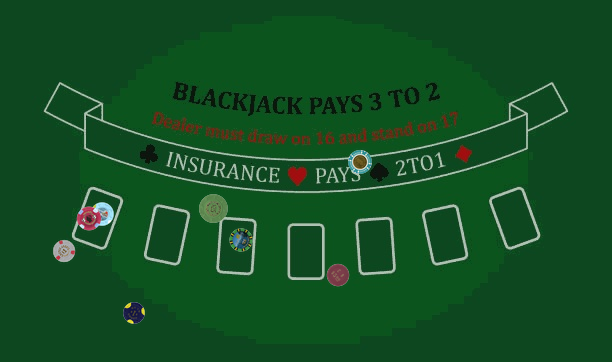 BLACKJACK PAYS 3 TO 2
Dealer must draw on 16 and stand on 17
INSURANCE PAYS 2TO1